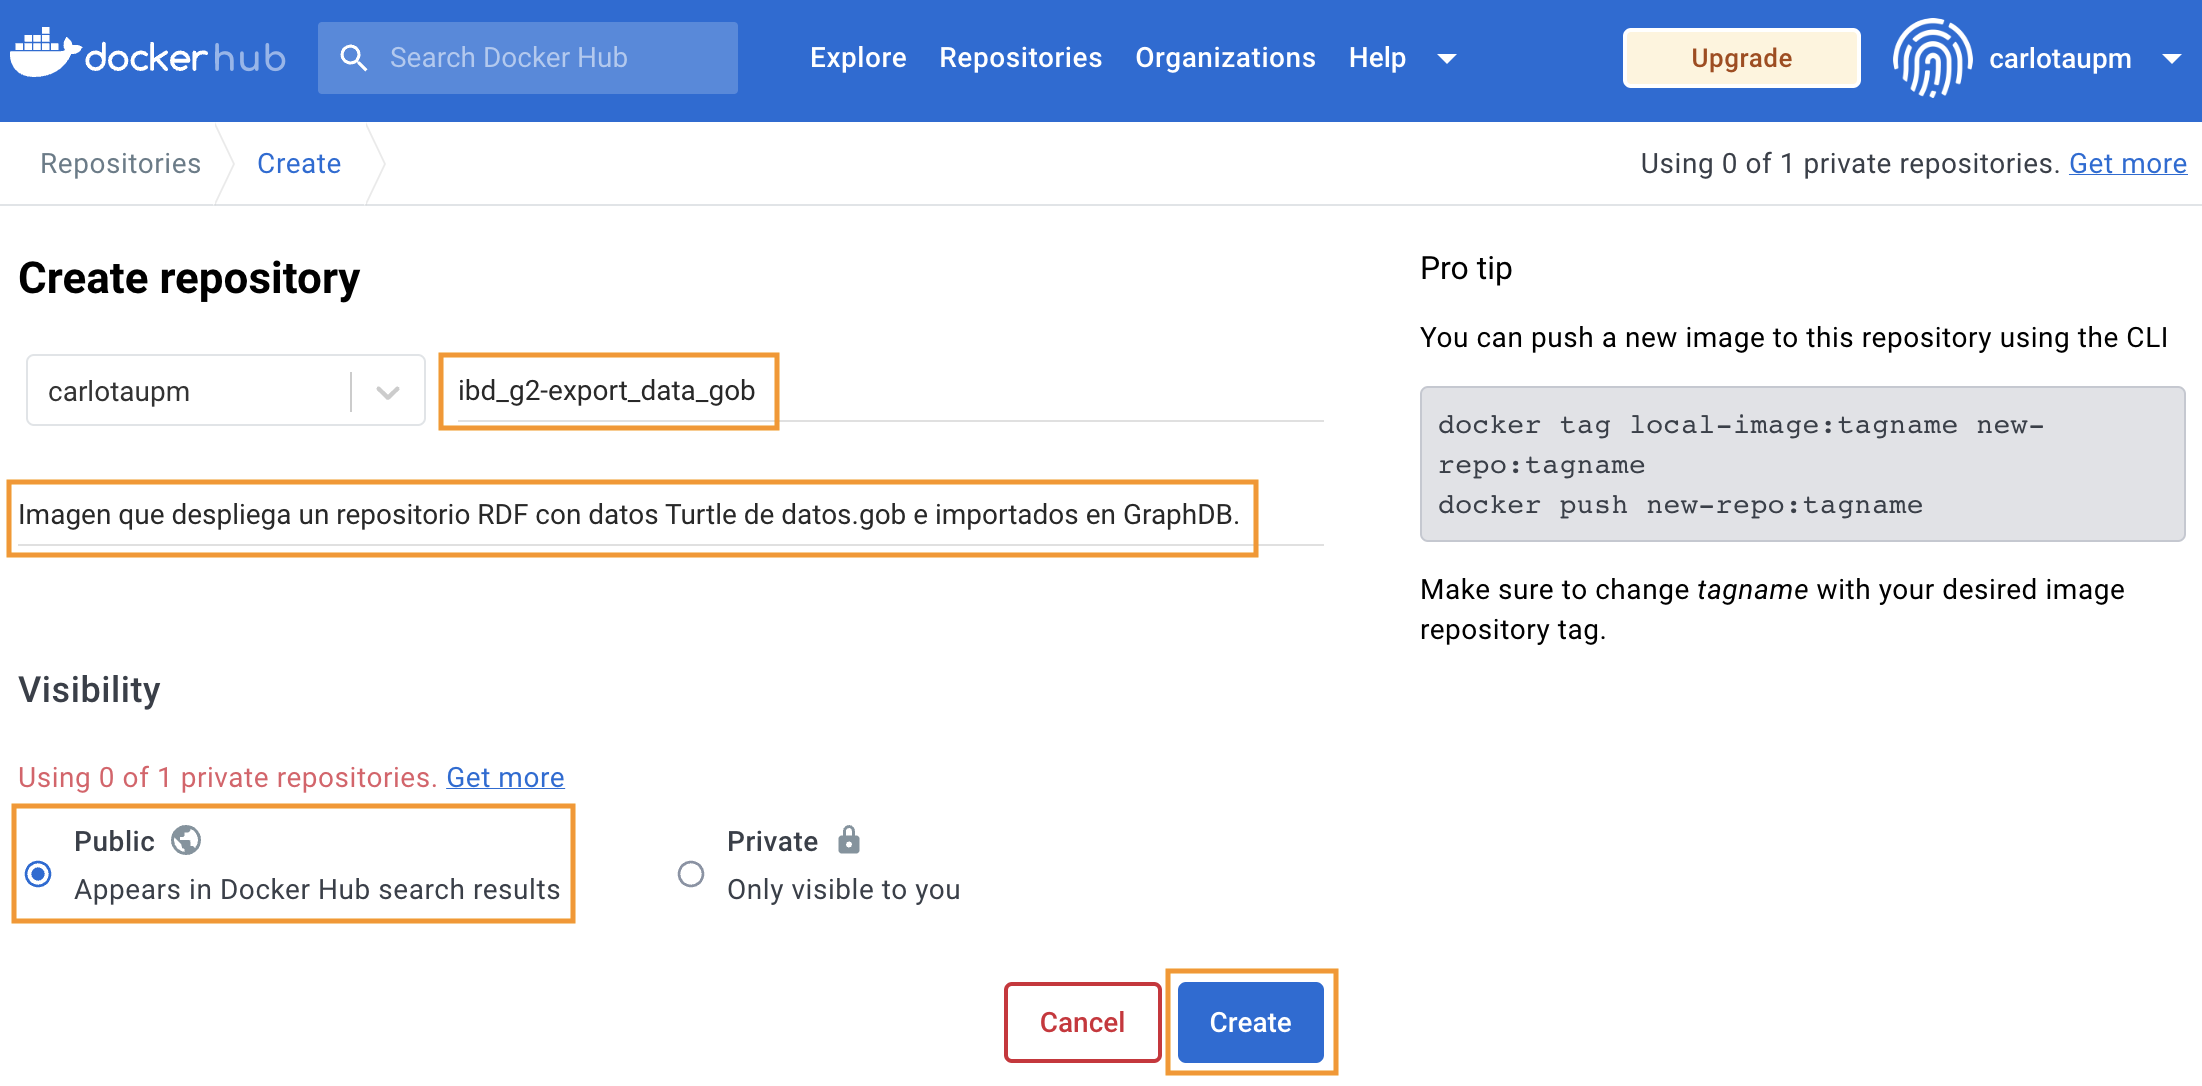 docker hub
Search Docker Hub
Explore
Repositories
Organizations
Help
Upgrade
carlotaupm
Repositories
Create
Using 0 of 1 private repositories. Get more
Create repository
carlotaupm
ibd_g2-export_data_gob
Imagen que despliega un repositorio RDF con datos Turtle de datos.gob e importados en GraphDB.
Visibility
Using 0 of 1 private repositories. Get more
Public
Appears in Docker Hub search results
Private
Only visible to you
Cancel
Create
Pro tip
You can push a new image to this repository using the CLI
docker tag local-image:tagname new-
repo:tagname
docker push new-repo:tagname
Make sure to change tagname with your desired image
repository tag.